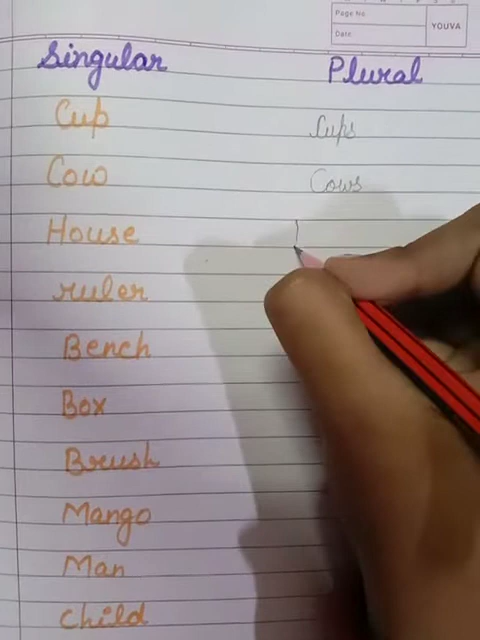 Page No.
YOUVA
Date:
Singular Plural
Cup Cups
Cow Cows
House
ruler
Bench
Box
Brush
Mango
Man
child